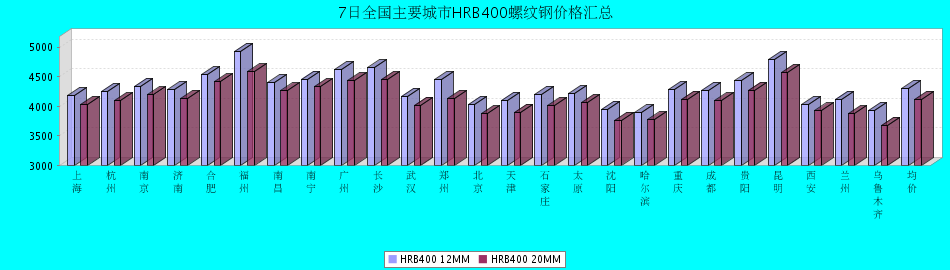 7日全国主要城市HRB400螺纹钢价格汇总
5000
4500
4000
3500
3000
上海
杭州
南京
济南
合肥
福州
南昌
南宁
广州
长沙
武汉
郑州
北京
天津
石家庄
太原
沈阳
哈尔滨
重庆
成都
贵阳
昆明
西安
兰州
乌鲁木齐
均价
HRB400 12MM
HRB400 20MM